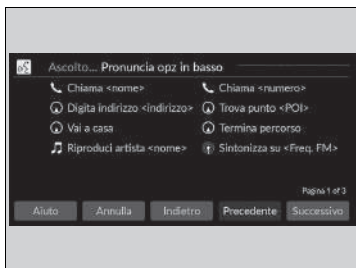 Ascolto... Pronuncia opz in basso
Chiama <nome> Chiama <numero>
Digita indirizzo <indirizzo> Trova punto <POI>
Vai a casa Termina percorso
Riproduci artista <nome> Sintonizza su <Freq. FM>
Pagina 1 of 3
Aiuto Annulla Indietro Precedente Successivo